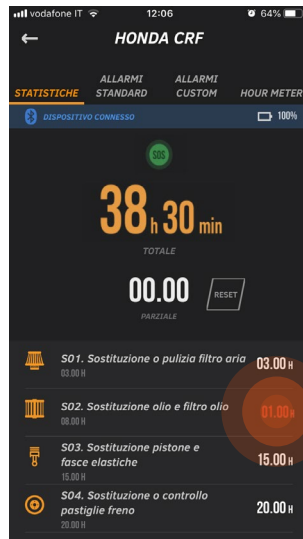 vodafone IT 12:06 64%
HONDA CRF
STATISTICHE ALLARMI STANDARD ALLARMI CUSTOM HOUR METER
DISPOSITIVO CONNESSO 100%
SOS
38h 30 min
TOTALE
00.00 RESET
PARZIALE
S01. Sostituzione o pulizia filtro aria 03.00 H
03.00 H
S02. Sostituzione olio e filtro olio 01.00 H
08.00 H
S03. Sostituzione pistone e
fasce elastiche 15.00 H
15.00 H
S04. Sostituzione o controllo
pastiglie freno 20.00 H
20.00 H